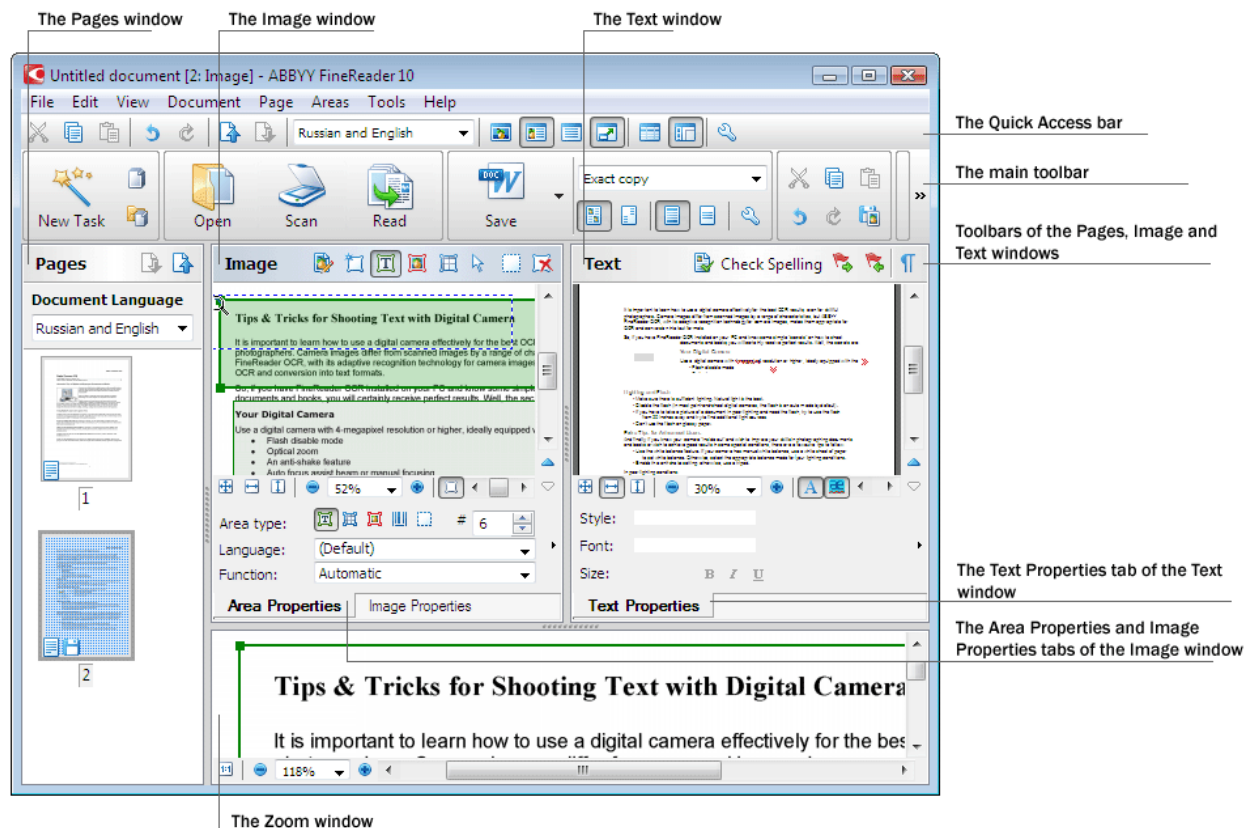 The Pages window
The Image window
The Text window
Untitled document [2: Image] - ABBYY FineReader 10
File Edit View Document Page Areas Tools Help
Russian and English
The Quick Access bar
DOC
W
Exact copy
The main toolbar
New Task
Open
Scan
Read
Save
Toolbars of the Pages, Image and
Text windows
Pages
Image
Text
Check Spelling
Document Language
Russian and English
1
2
Tips & Tricks for Shooting Text with Digital Camera
It is important to learn how to use a digital camera effectively for the best OC
photographers. Camera images differ from scanned images by a range of cha
FineReader OCR, with its adaptive recognition technology for camera images
OCR and conversion into text formats.
So, if you have FineReader OCR installed on your PC and know some simple
documents and books, you will certainly receive perfect results. Well, the sec
Your Digital Camera
Use a digital camera with 4-megapixel resolution or higher, ideally equipped w
• Flash disable mode
• Optical zoom
• An anti-shake feature
• Auto focus assist beam or manual focusing
52%
Area type:
# 6
Language: (Default)
Function: Automatic
Area Properties
Image Properties
30%
Style:
Font:
Size:
B I U
Text Properties
The Text Properties tab of the Text
window
The Area Properties and Image
Properties tabs of the Image window
Tips & Tricks for Shooting Text with Digital Camera
It is important to learn how to use a digital camera effectively for the bes
1:1
118%
The Zoom window